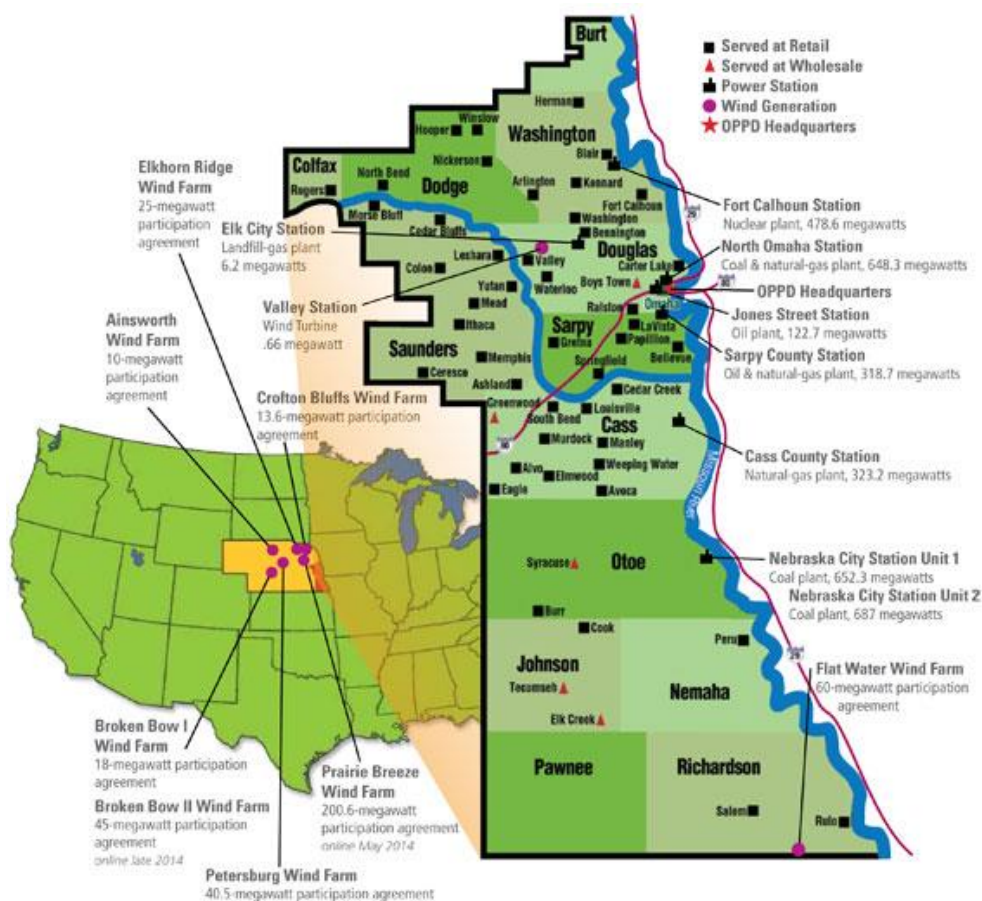 Burt
Served at Retail
Served at Wholesale
Power Station
Wind Generation
OPPD Headquarters
Herman
Winslow
Hooper
Washington
Blair
Colfax
Nickerson
North Bend
Dodge
Arlington
Kennard
Rogers
Fort Calhoun
Elkhorn Ridge
Wind Farm
25-megawatt
participation
agreement
Fort Calhoun Station
Nuclear plant, 478.6 megawatts
29
Morse Bluff
Cedar Bluffs
Washington
Bennington
Elk City Station
Landfill-gas plant
6.2 megawatts
Douglas
North Omaha Station
Coal & natural-gas plant, 648.3 megawatts
Leshara
Valley
Carter Lake
Colon
Boys Town
80
Yutan
Waterloo
OPPD Headquarters
Valley Station
Wind Turbine
.66 megawatt
Mead
Ralston
Omaha
Jones Street Station
Oil plant, 122.7 megawatts
Ithaca
Sarpy
LaVista
Papillion
Gretna
Ainsworth
Wind Farm
10-megawatt
participation
agreement
Saunders
Memphis
Bellevue
Sarpy County Station
Oil & natural-gas plant, 318.7 megawatts
Ceresce
Springfield
Ashland
Cedar Creek
Crofton Bluffs Wind Farm
13.6-megawatt participation
agreement
Greenwood
South Bend
Louisville
Cass
80
Murdock
Manley
Missouri River
Cass County Station
Natural-gas plant, 323.2 megawatts
Alvo
Weeping Water
Elmwood
Eagle
Avoca
Syracuse
Otoe
Nebraska City Station Unit 1
Coal plant, 652.3 megawatts
Nebraska City Station Unit 2
Coal plant, 687 megawatts
Burr
Cook
Peru
29
Johnson
Tecumseh
Nemaha
Flat Water Wind Farm
60-megawatt participation
agreement
Elk Creek
Broken Bow I
Wind Farm
18-megawatt participation
agreement
Broken Bow II Wind Farm
45-megawatt participation
agreement
online late 2014
Prairie Breeze
Wind Farm
200.6-megawatt
participation agreement
online May 2014
Pawnee
Richardson
Salem
Rulo
Petersburg Wind Farm
40.5-megawatt participation agreement